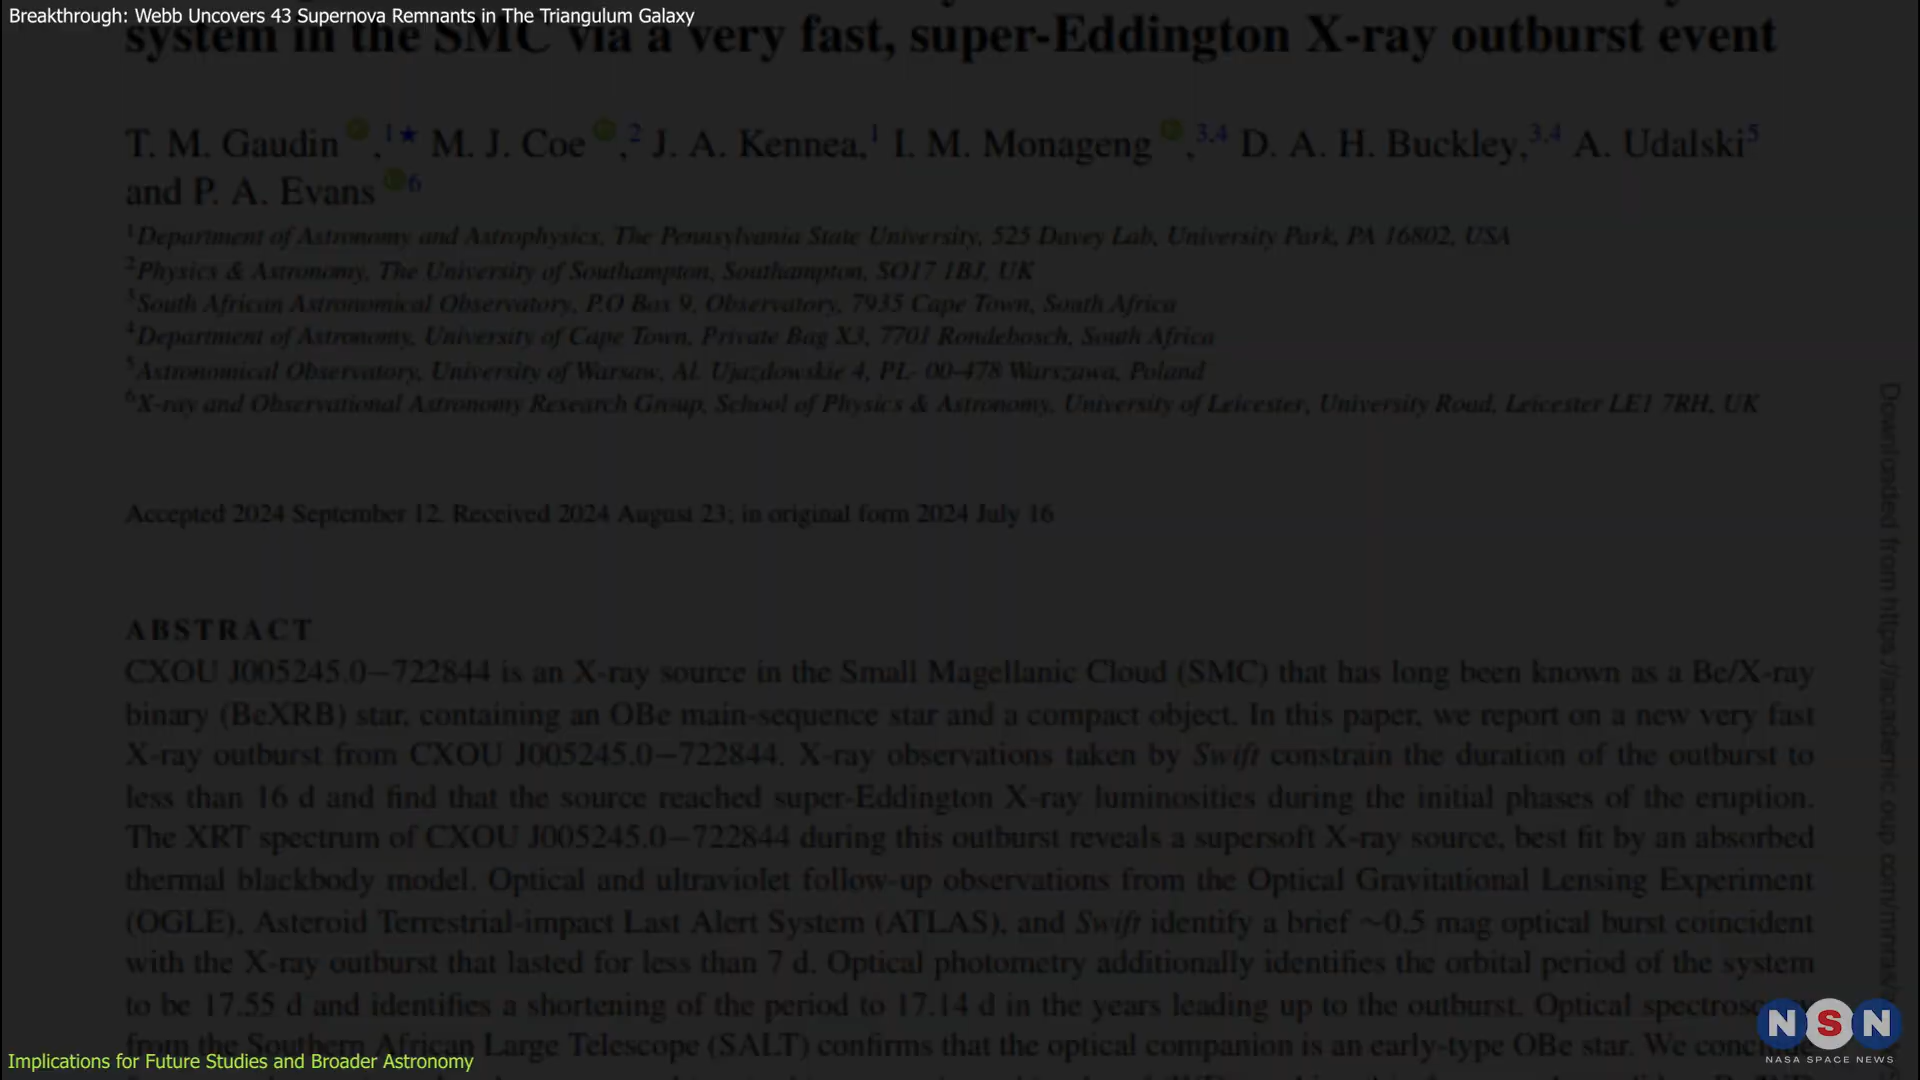 Breakthrough: Webb Uncovers 43 Supernova Remnants in The Triangulum Galaxy
system in the SMC via a very fast, super-Eddington X-ray outburst event
T. M. Gaudin ,1★ M. J. Coe ,2 J. A. Kennea,1 I. M. Monageng ,3,4 D. A. H. Buckley,3,4 A. Udalski5
and P. A. Evans 6
1Department of Astronomy and Astrophysics, The Pennsylvania State University, 525 Davey Lab, University Park, PA 16802, USA
2Physics & Astronomy, The University of Southampton, Southampton, SO17 1BJ, UK
3South African Astronomical Observatory, P.O Box 9, Observatory, 7935 Cape Town, South Africa
4Department of Astronomy, University of Cape Town, Private Bag X3, 7701 Rondebosch, South Africa
5Astronomical Observatory, University of Warsaw, Al. Ujazdowskie 4, PL- 00-478 Warszawa, Poland
6X-ray and Observational Astronomy Research Group, School of Physics & Astronomy, University of Leicester, University Road, Leicester LE1 7RH, UK
Accepted 2024 September 12. Received 2024 August 23; in original form 2024 July 16
ABSTRACT
CXOU J005245.0−722844 is an X-ray source in the Small Magellanic Cloud (SMC) that has long been known as a Be/X-ray
binary (BeXRB) star, containing an OBe main-sequence star and a compact object. In this paper, we report on a new very fast
X-ray outburst from CXOU J005245.0−722844. X-ray observations taken by Swift constrain the duration of the outburst to
less than 16 d and find that the source reached super-Eddington X-ray luminosities during the initial phases of the eruption.
The XRT spectrum of CXOU J005245.0−722844 during this outburst reveals a supersoft X-ray source, best fit by an absorbed
thermal blackbody model. Optical and ultraviolet follow-up observations from the Optical Gravitational Lensing Experiment
(OGLE), Asteroid Terrestrial-impact Last Alert System (ATLAS), and Swift identify a brief ~0.5 mag optical burst coincident
with the X-ray outburst that lasted for less than 7 d. Optical photometry additionally identifies the orbital period of the system
to be 17.55 d and identifies a shortening of the period to 17.14 d in the years leading up to the outburst. Optical
from the Southern African Large Telescope (SALT) confirms that the optical companion is an early-type OBe star. We
Downloaded from https://academic.oup.com/mnras/
NSN
NASA SPACE NEWS
Implications for Future Studies and Broader Astronomy